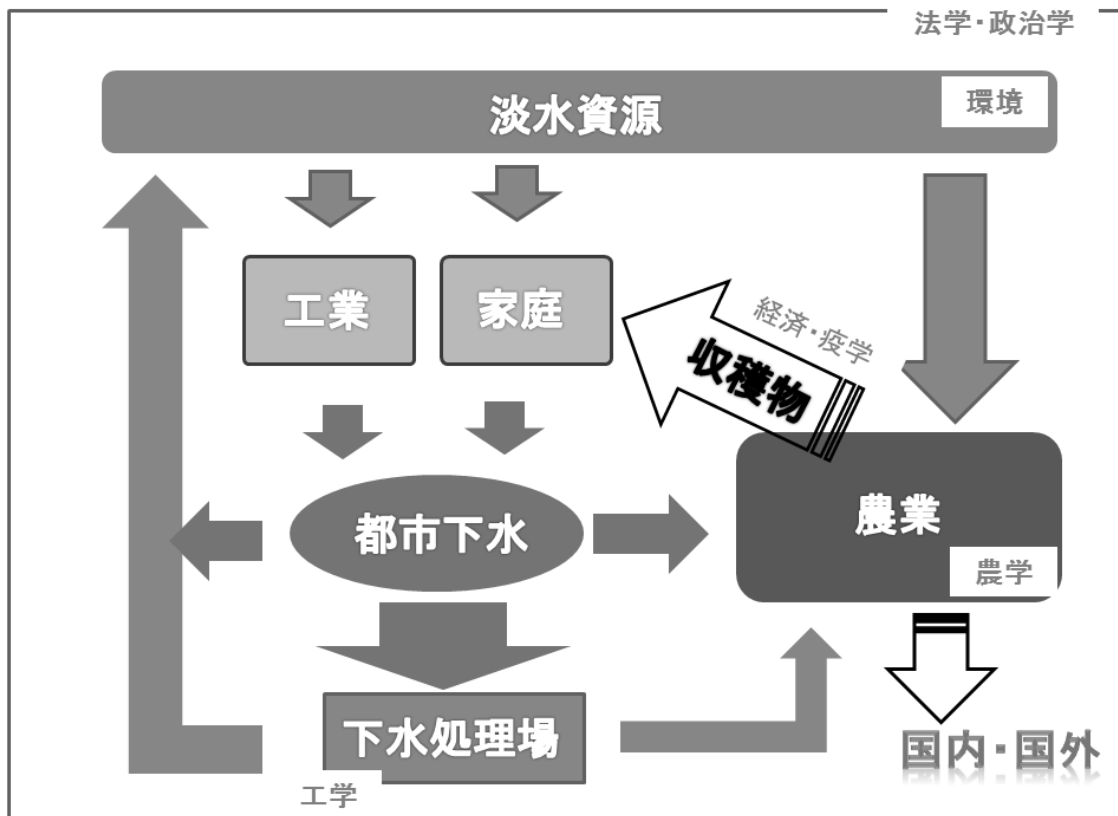 法学・政治学
淡水資源
環境
工業
家庭
経済・疫学
収穫物
都市下水
農業
農学
下水処理場
工学
国内・国外